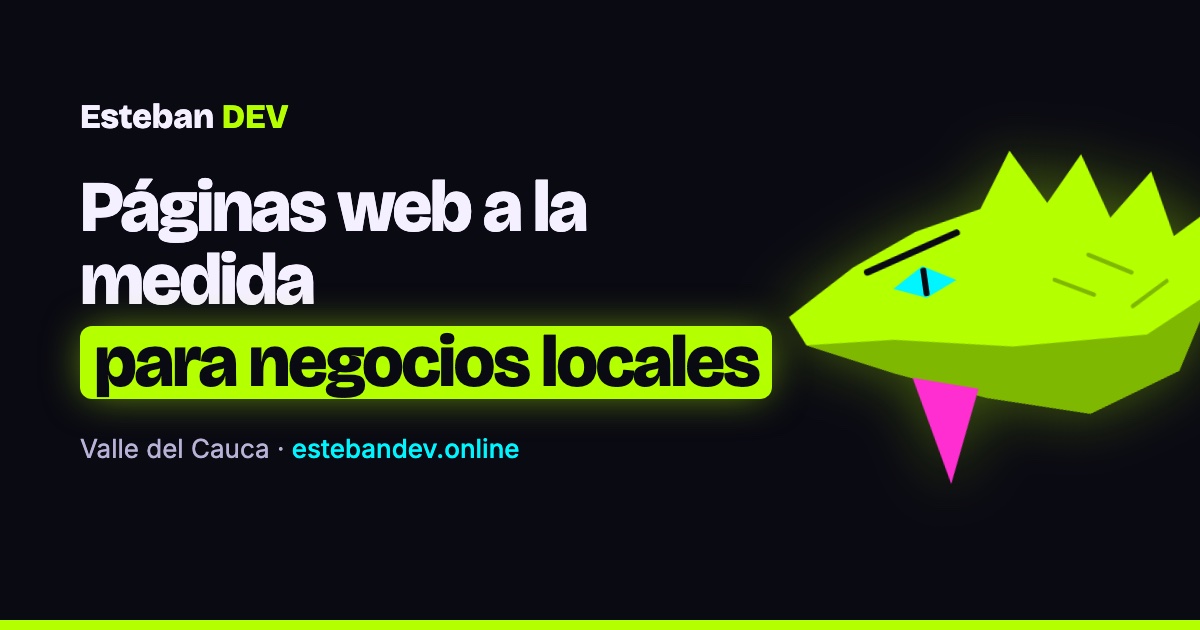 Esteban DEV
Páginas web a la
medida
para negocios locales
Valle del Cauca · estebandev.online